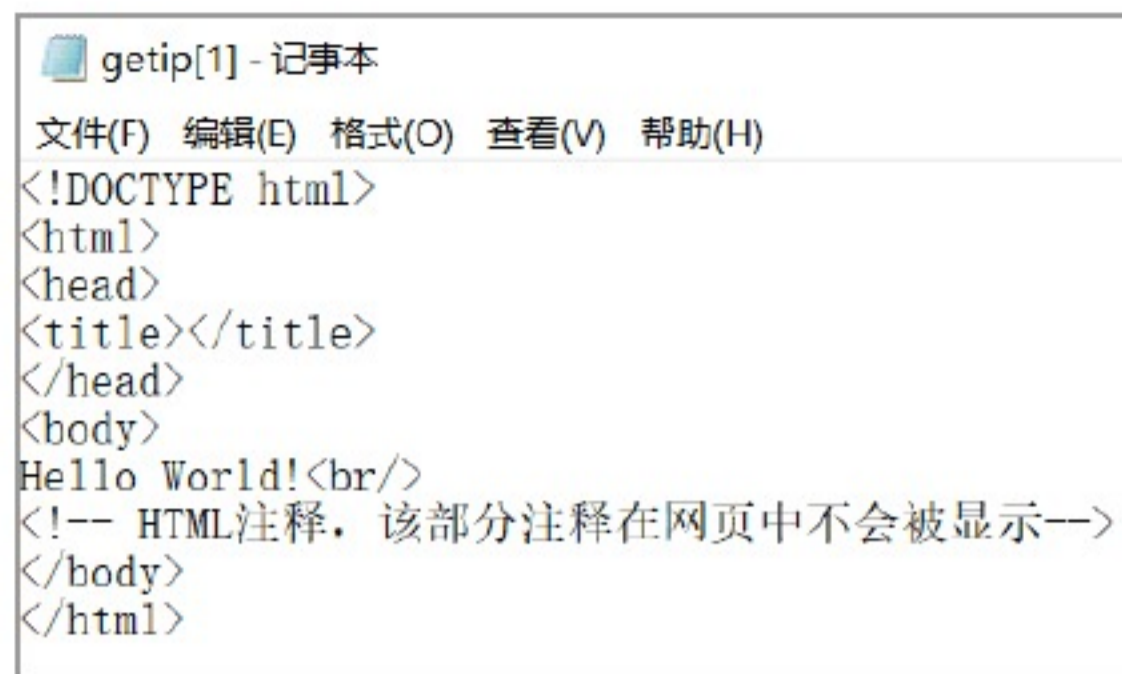 getip[1] - 记事本
文件(F) 编辑(E) 格式(O) 查看(V) 帮助(H)
<!DOCTYPE html>
<html>
<head>
<title></title>
</head>
<body>
Hello World!<br/>
<!-- HTML注释. 该部分注释在网页中不会被显示-->
</body>
</html>